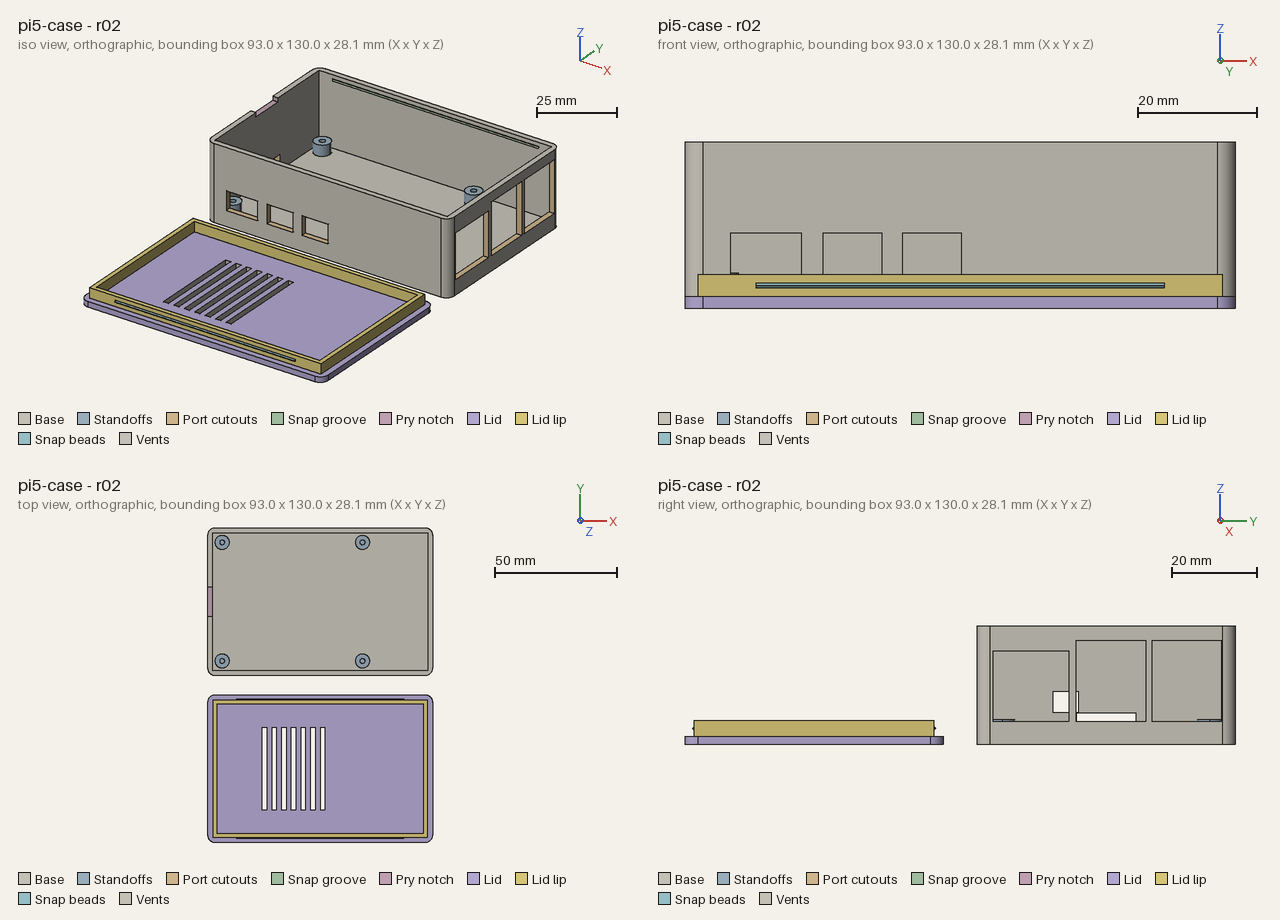 pi5-case - r02
iso view, orthographic, bounding box 93.0 x 130.0 x 28.1 mm (X x Y x Z)
Z
Y
X
25 mm
Base Standoffs Port cutouts Snap groove Pry notch Lid Lid lip
Snap beads Vents
pi5-case - r02
front view, orthographic, bounding box 93.0 x 130.0 x 28.1 mm (X x Y x Z)
Z
X
Y
20 mm
Base Standoffs Port cutouts Snap groove Pry notch Lid Lid lip
Snap beads Vents
pi5-case - r02
top view, orthographic, bounding box 93.0 x 130.0 x 28.1 mm (X x Y x Z)
Y
X
Z
50 mm
Base Standoffs Port cutouts Snap groove Pry notch Lid Lid lip
Snap beads Vents
pi5-case - r02
right view, orthographic, bounding box 93.0 x 130.0 x 28.1 mm (X x Y x Z)
Z
Y
X
20 mm
Base Standoffs Port cutouts Snap groove Pry notch Lid Lid lip
Snap beads Vents